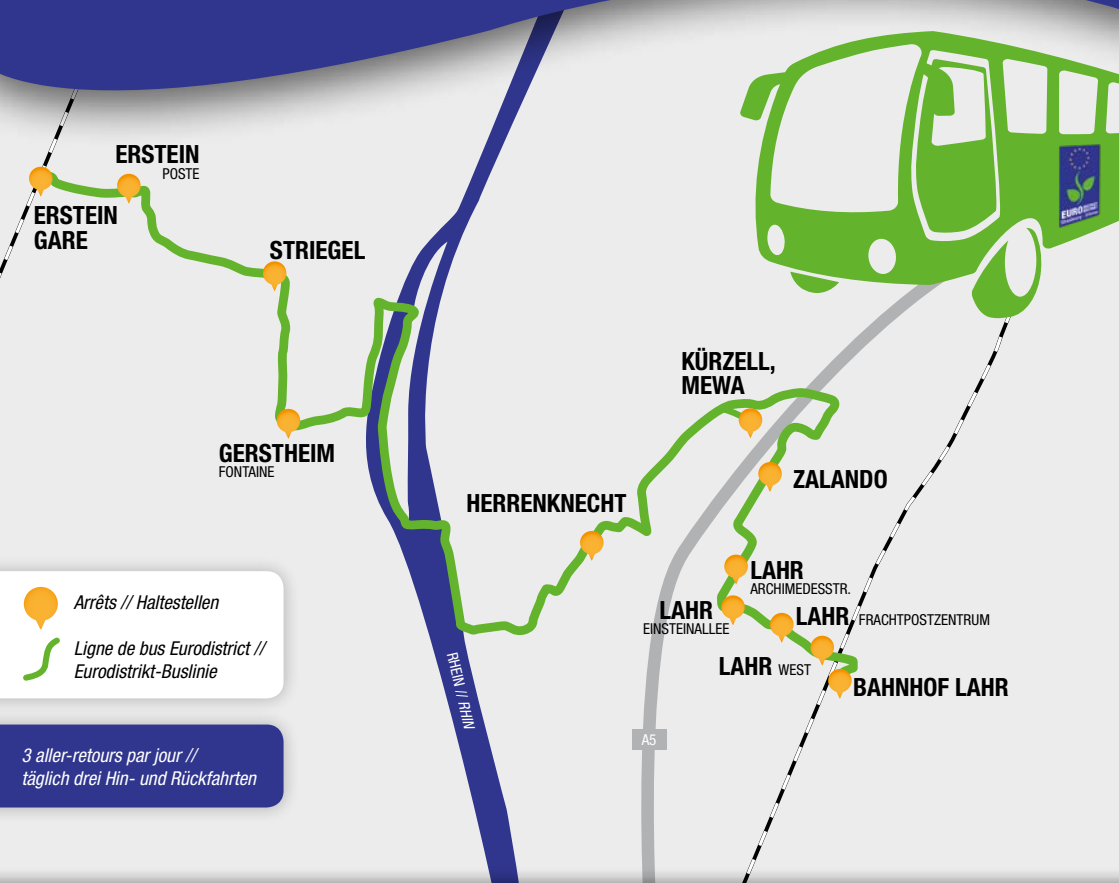 ERSTEIN
POSTE
ERSTEIN
GARE
STRIEGEL
GERSTHEIM
FONTAINE
HERRENKNECHT
KÜRZELL,
MEWA
ZALANDO
LAHR
ARCHIMEDESSTR.
LAHR
EINSTEINALLEE
LAHR FRACHTPOSTZENTRUM
LAHR WEST
BAHNHOF LAHR
RHEIN // RHIN
A5
EURO
Arrêts // Haltestellen
Ligne de bus Eurodistrict //
Eurodistrikt-Buslinie
3 aller-retours par jour //
täglich drei Hin- und Rückfahrten